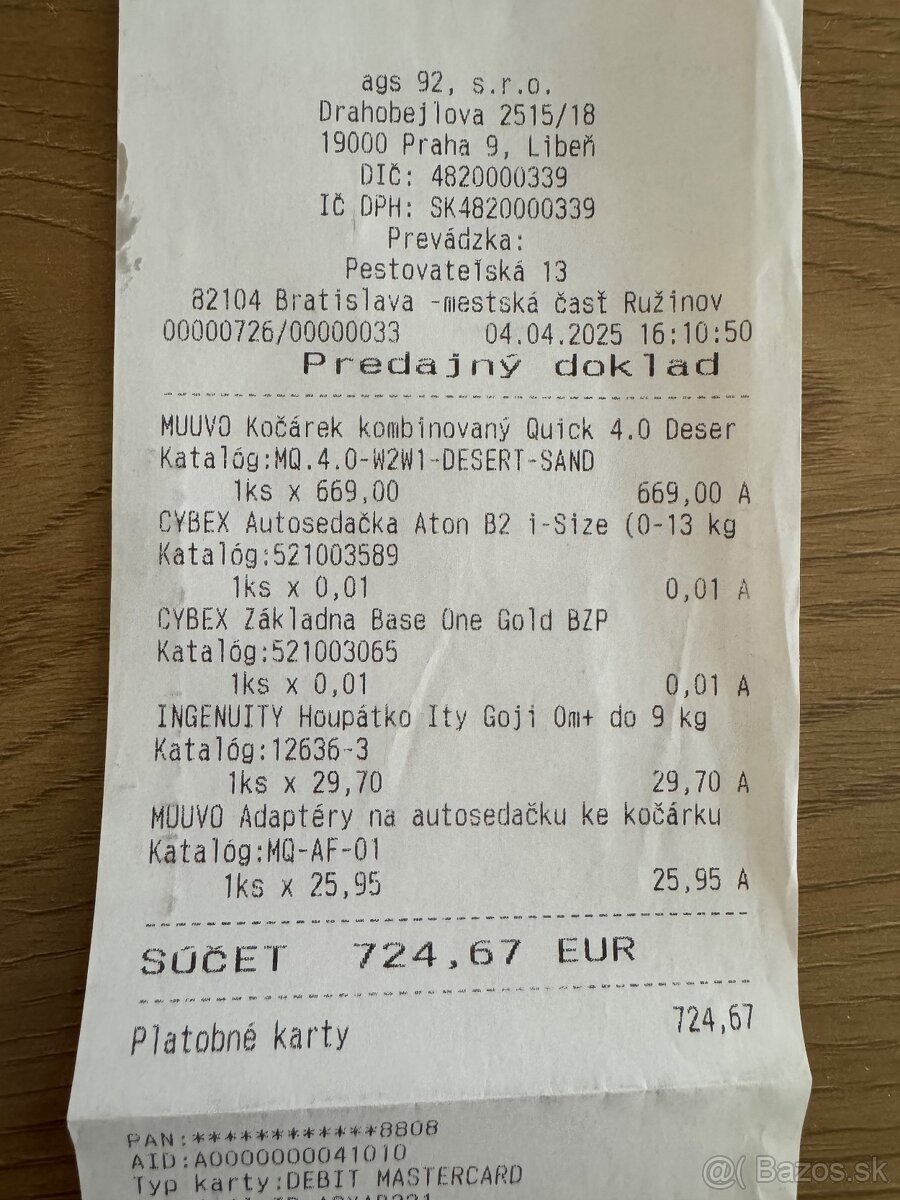 ags 92, s.r.o.
Drahobejlova 2515/18
19000 Praha 9, Libeň
DIČ: 4820000339
IČ DPH: SK4820000339
Prevádzka:
Pestovateľská 13
82104 Bratislava -mestská časť Ružinov
00000726/00000033 04.04.2025 16:10:50
Predajný doklad
MUUVO Kočárek kombinovaný Quick 4.0 Deser
Katalóg:MQ.4.0-W2W1-DESERT-SAND
1ks x 669,00 669,00 A
CYBEX Autosedačka Aton B2 i-Size (0-13 kg
Katalóg:521003589
1ks x 0,01 0,01 A
CYBEX Základna Base One Gold BZP
Katalóg:521003065
1ks x 0,01 0,01 A
INGENUITY Houpátko Ity Goji 0m+ do 9 kg
Katalóg:12636-3
1ks x 29,70 29,70 A
MUUVO Adaptéry na autosedačku ke kočárku
Katalóg:MQ-AF-01
1ks x 25,95 25,95 A
SÚČET 724,67 EUR
Platobné karty 724,67
PAN:************8808
AID:A0000000041010
Typ karty:DEBIT MASTERCARD
@( Bazos.sk